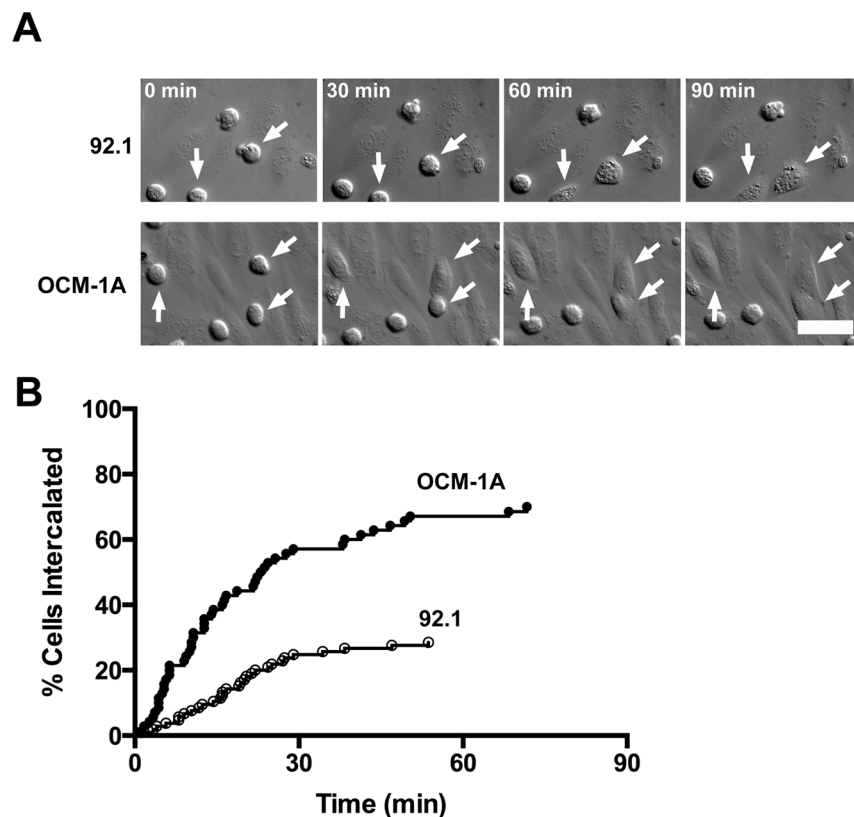 A
0 min 30 min 60 min 90 min
92.1
OCM-1A
B
100
80
60
40
20
0
% Cells Intercalated
OCM-1A
92.1
0 30 60 90
Time (min)